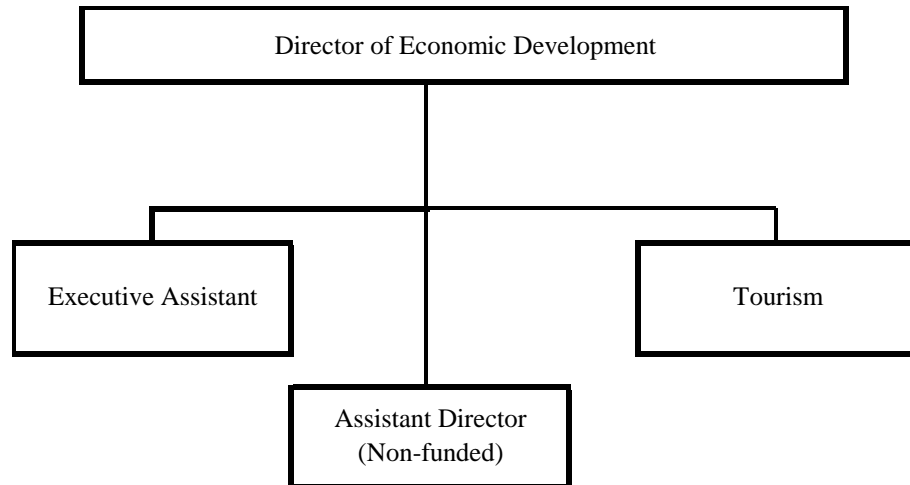 Director of Economic Development
Executive Assistant
Tourism
Assistant Director
(Non-funded)